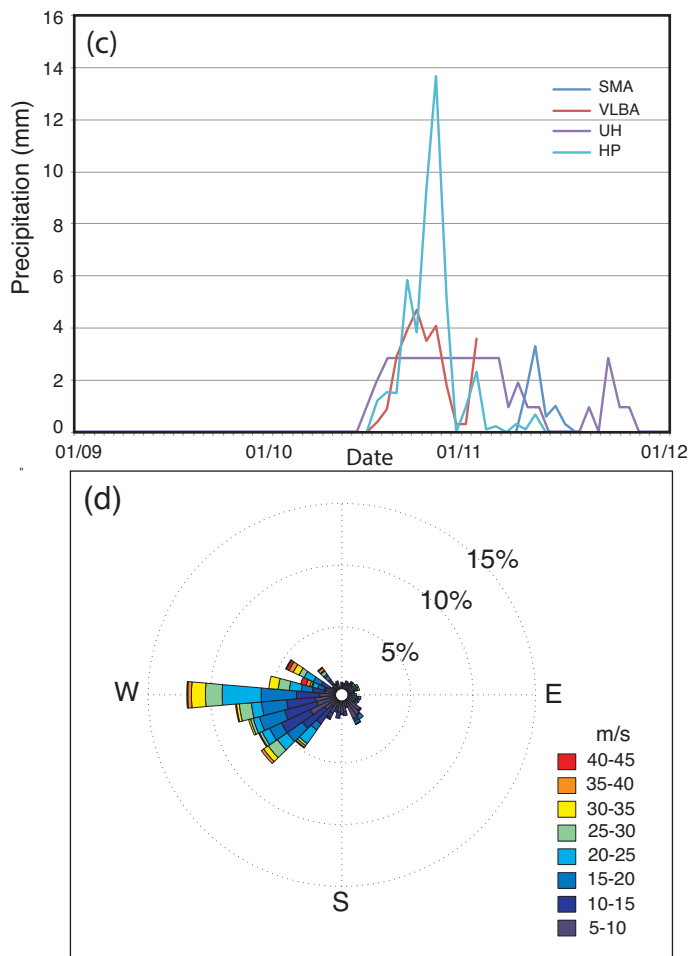 (c)
Precipitation (mm)
16
14
12
10
8
6
4
2
0
SMA
VLBA
UH
HP
01/09
01/10
01/11
01/12
Date
"
(d)
15%
10%
5%
W
E
S
m/s
40-45
35-40
30-35
25-30
20-25
15-20
10-15
5-10